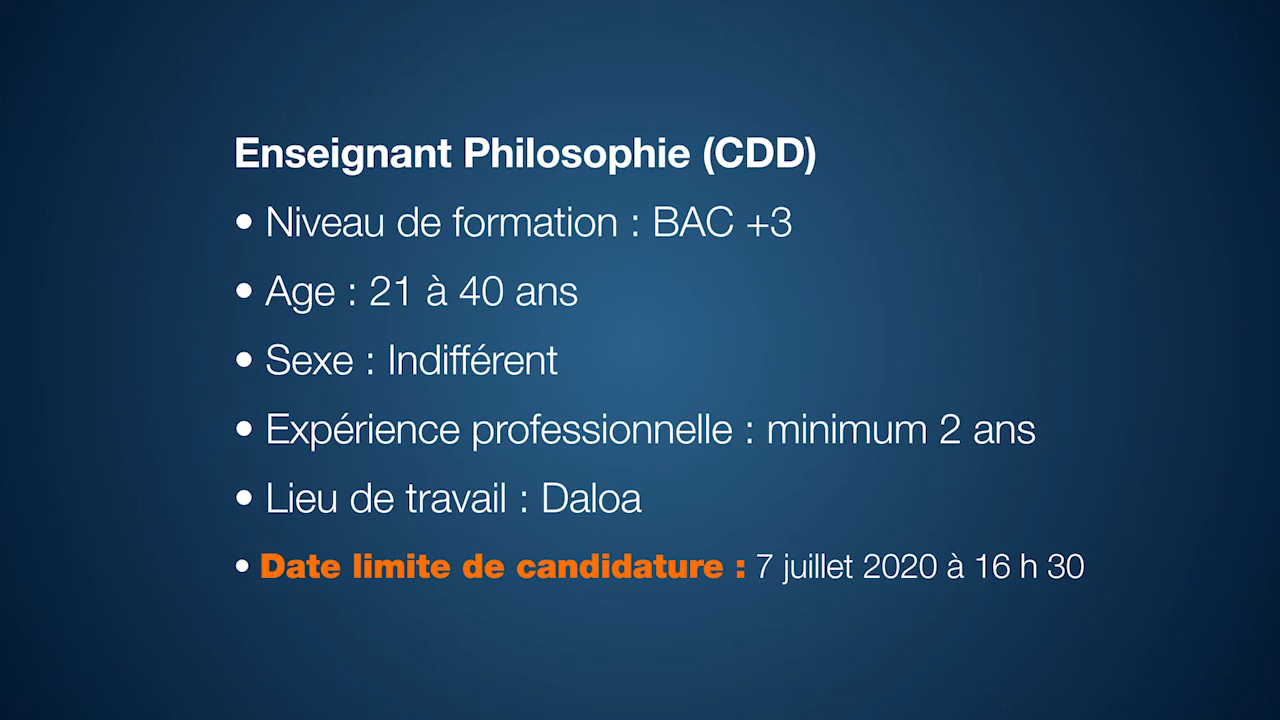 Enseignant Philosophie (CDD)
• Niveau de formation : BAC +3
• Age : 21 à 40 ans
• Sexe : Indifférent
• Expérience professionnelle : minimum 2 ans
• Lieu de travail : Daloa
• Date limite de candidature : 7 juillet 2020 à 16 h 30